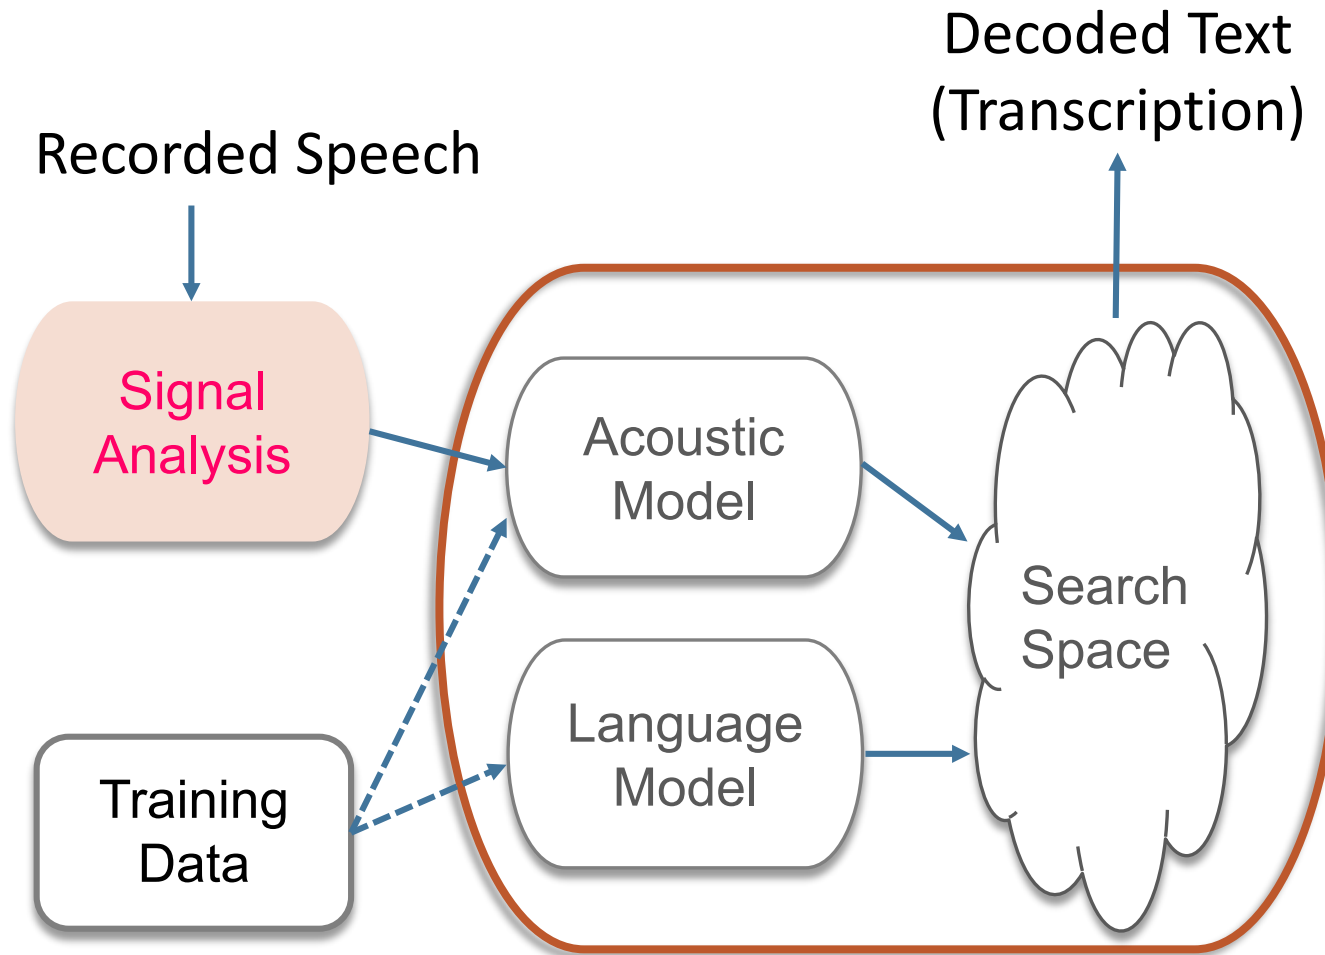 Decoded Text
(Transcription)
Recorded Speech
Signal
Analysis
Acoustic
Model
Search
Space
Language
Model
Training
Data